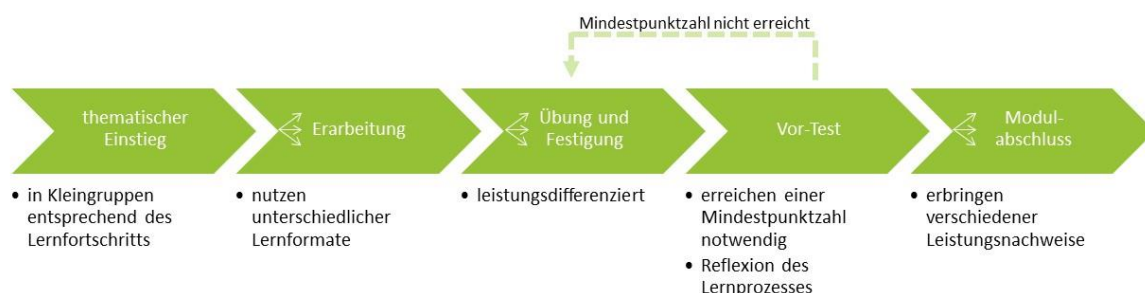 Mindestpunktzahl nicht erreicht
thematischer
Einstieg
Erarbeitung
Übung und
Festigung
Vor-Test
Modul-
abschluss
• in Kleingruppen
entsprechend des
Lernfortschritts
• nutzen
unterschiedlicher
Lernformate
• leistungsdifferenziert
• erreichen einer
Mindestpunktzahl
notwendig
• Reflexion des
Lernprozesses
• erbringen
verschiedener
Leistungsnachweise